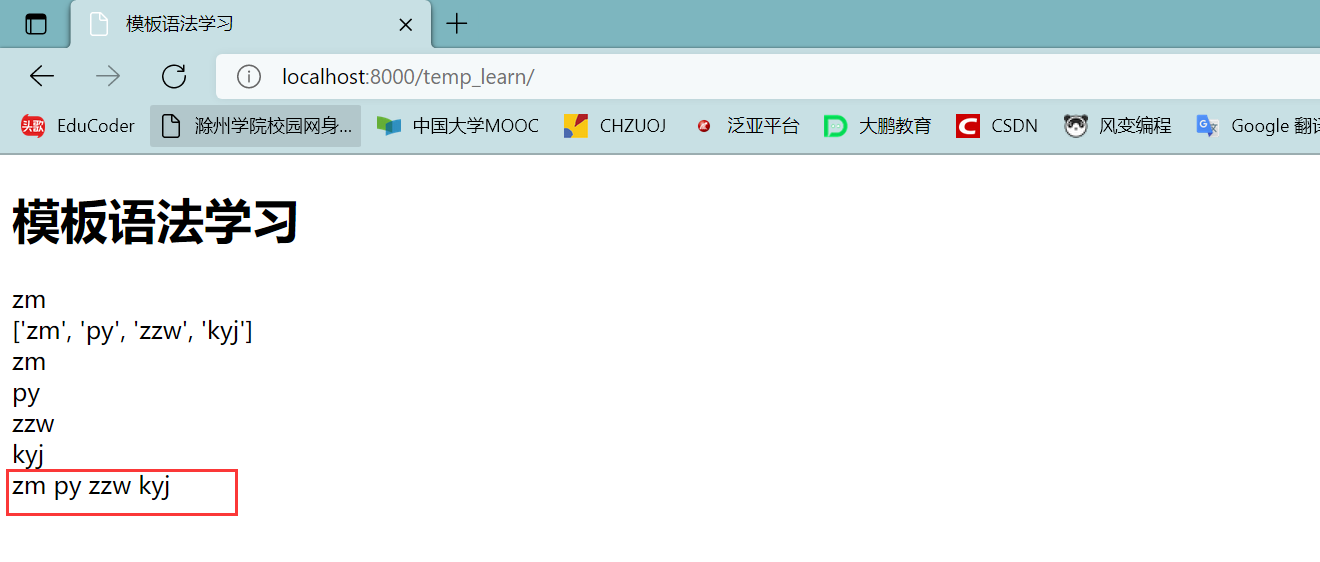 模板语法学习
localhost:8000/temp_learn/
头歌 EduCoder 滁州学院校园网身... 中国大学MOOC CHZUOJ 泛亚平台 大鹏教育 CSDN 风变编程 Google 翻译
模板语法学习
zm
['zm', 'py', 'zzw', 'kyj']
zm
py
zzw
kyj
zm py zzw kyj